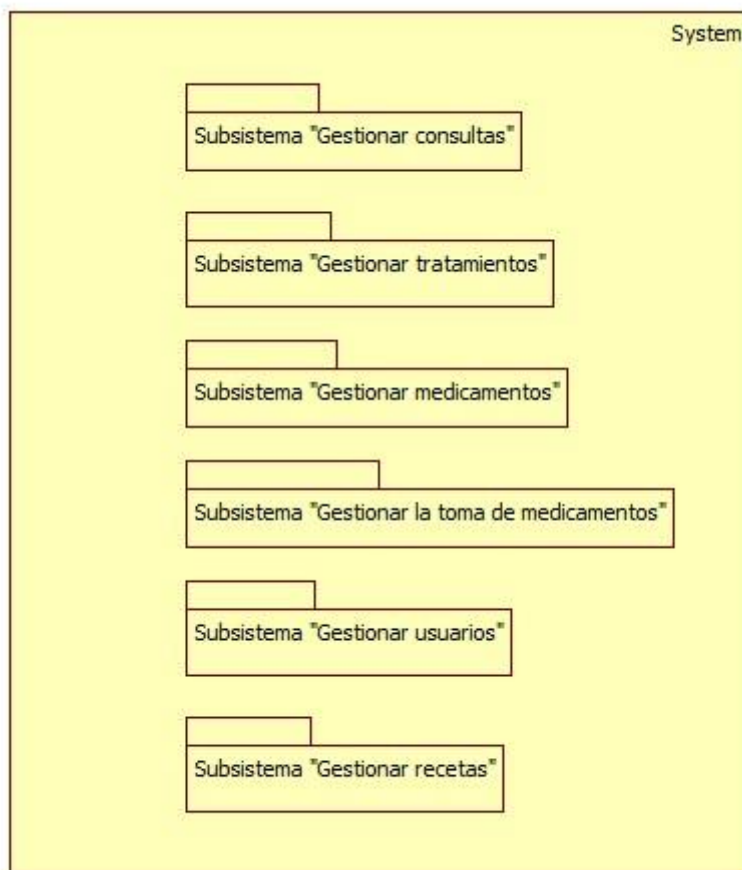 System
Subsistema "Gestionar consultas"
Subsistema "Gestionar tratamientos"
Subsistema "Gestionar medicamentos"
Subsistema "Gestionar la toma de medicamentos"
Subsistema "Gestionar usuarios"
Subsistema "Gestionar recetas"